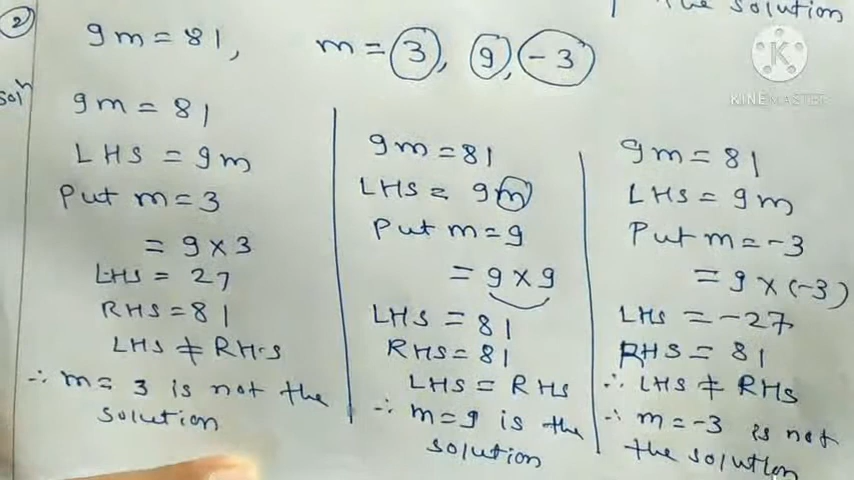 the solution
②
9m = 81, m = 3, 9, -3
KINEMASTER
Solⁿ
9m = 81
LHS = 9m
Put m = 3
= 9 × 3
LHS = 27
RHS = 81
LHS ≠ RHS
∴ m = 3 is not the
solution
9m = 81
LHS = 9m
Put m = 9
= 9 × 9
LHS = 81
RHS = 81
LHS = RHS
∴ m = 9 is the
solution
9m = 81
LHS = 9m
Put m = -3
= 9 × (-3)
LHS = -27
RHS = 81
∴ LHS ≠ RHS
∴ m = -3 is not
the solution